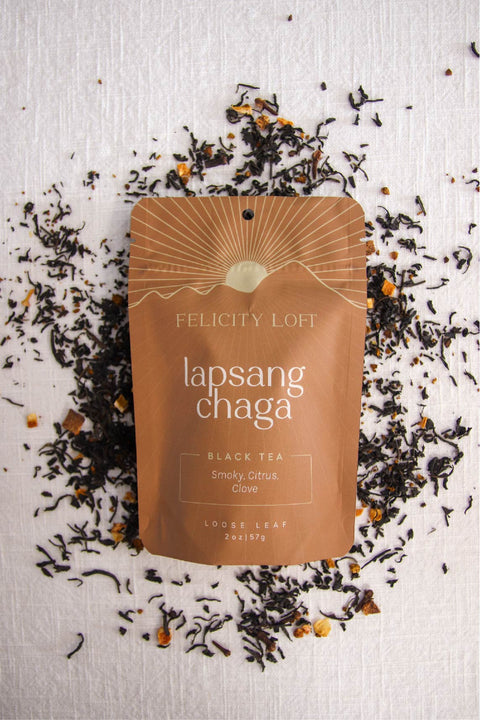 FELICITY LOFT
lapsang
chaga
BLACK TEA
Smoky, Citrus,
Clove
LOOSE LEAF
2 oz | 57g